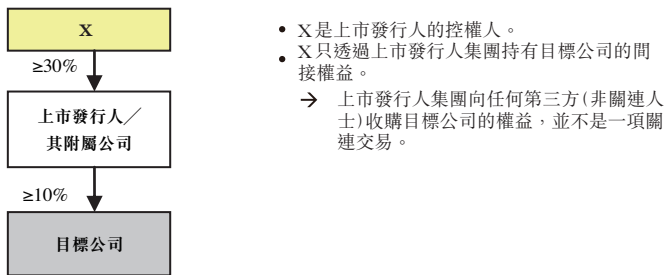 X
≥30%
上市發行人／
其附屬公司
≥10%
目標公司
• X是上市發行人的控權人。
• X只透過上市發行人集團持有目標公司的間
接權益。
→ 上市發行人集團向任何第三方(非關連人
士)收購目標公司的權益，並不是一項關
連交易。